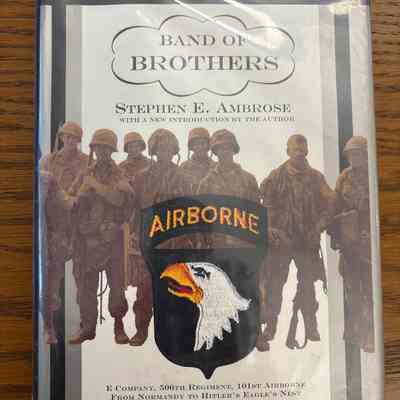 BAND OF
BROTHERS
STEPHEN E. AMBROSE
WITH A NEW INTRODUCTION BY THE AUTHOR
AIRBORNE
E COMPANY, 506TH REGIMENT, 101ST AIRBORNE
FROM NORMANDY TO HITLER'S EAGLE'S NEST